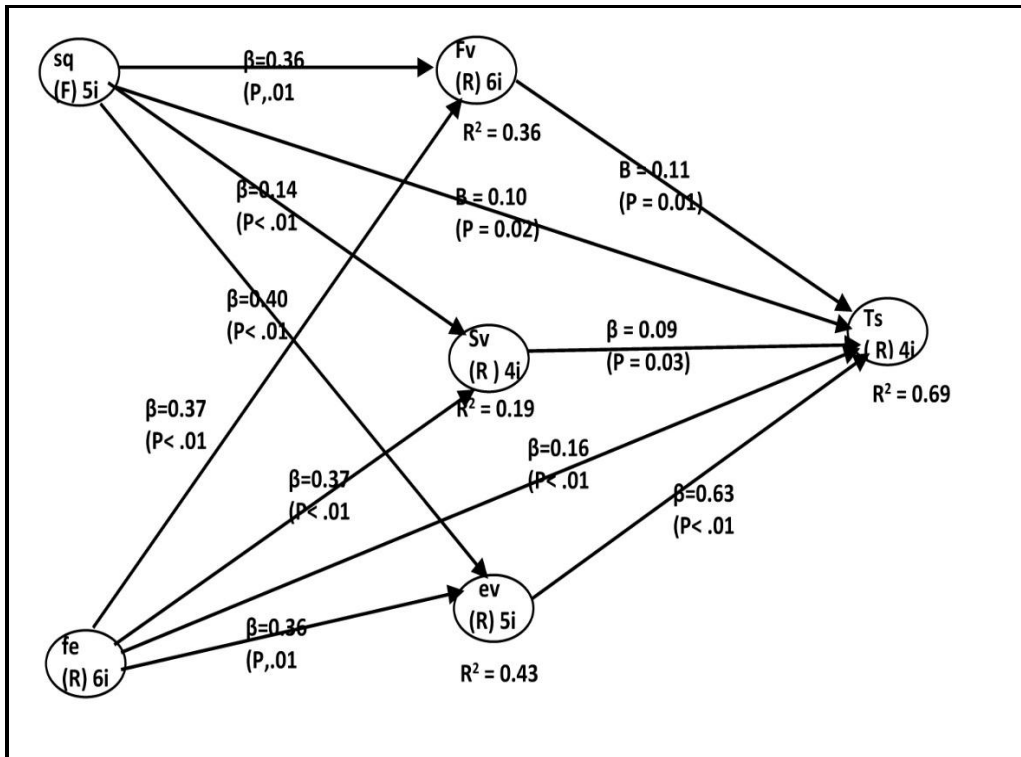 sq
(F) 5i
β=0.36
(P,.01
Fv
(R) 6i
R² = 0.36
B = 0.11
(P = 0.01)
β=0.14
(P< .01
B = 0.10
(P = 0.02)
β=0.40
(P< .01
Sv
(R ) 4i
R² = 0.19
β = 0.09
(P = 0.03)
Ts
( R) 4i
R² = 0.69
β=0.37
(P< .01
β=0.37
(P< .01
β=0.16
(P< .01
β=0.63
(P< .01
ev
(R) 5i
R² = 0.43
β=0.36
(P,.01
fe
(R) 6i